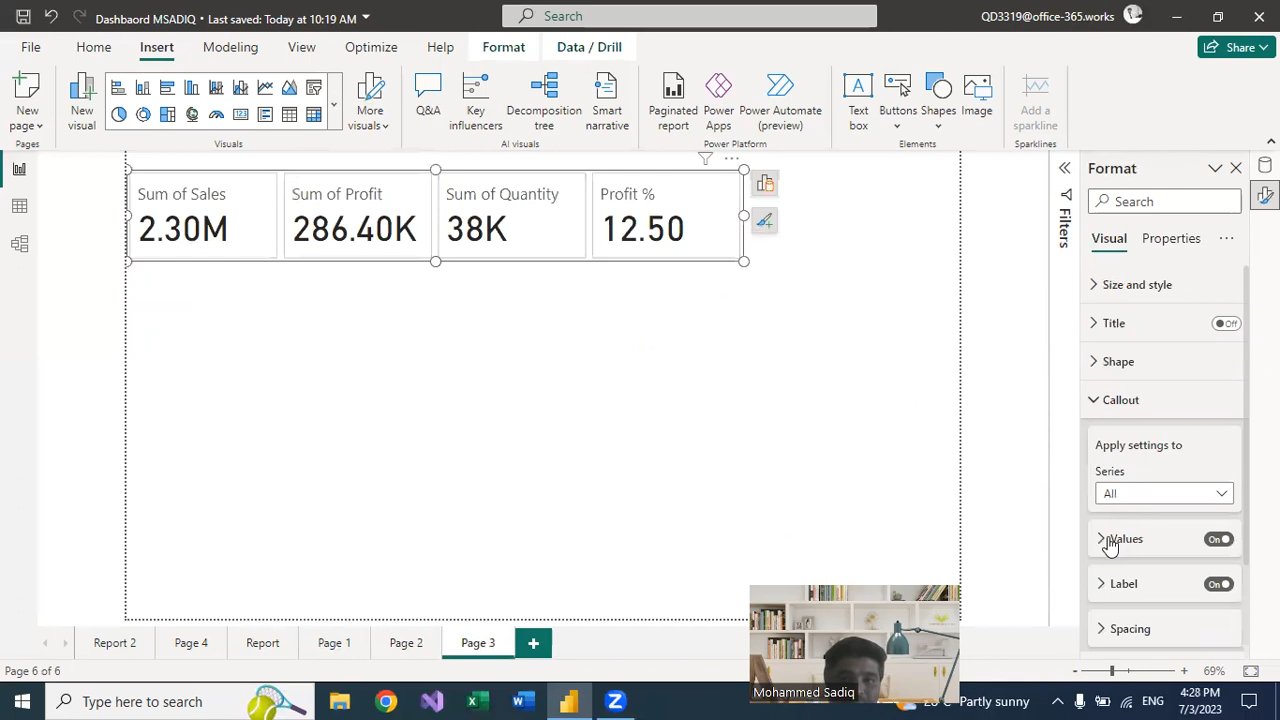 Dashbaord MSADIQ • Last saved: Today at 10:19 AM
Search
QD3319@office-365.works
File
Home
Insert
Modeling
View
Optimize
Help
Format
Data / Drill
Share
New page
New visual
More visuals
Q&A
Key influencers
Decomposition tree
Smart narrative
Paginated report
Power Apps
Power Automate (preview)
Text box
Buttons
Shapes
Image
Add a sparkline
Pages
Visuals
AI visuals
Power Platform
Elements
Sparklines
Sum of Sales
2.30M
Sum of Profit
286.40K
Sum of Quantity
38K
Profit %
12.50
Filters
Format
Search
Visual
Properties
Size and style
Title
Off
Shape
Callout
Apply settings to
Series
All
Values
On
Label
On
Spacing
Mohammed Sadiq
Report 2
Page 4
Report
Page 1
Page 2
Page 3
Page 6 of 6
69%
Type here to search
Partly sunny
ENG
4:28 PM
7/3/2023